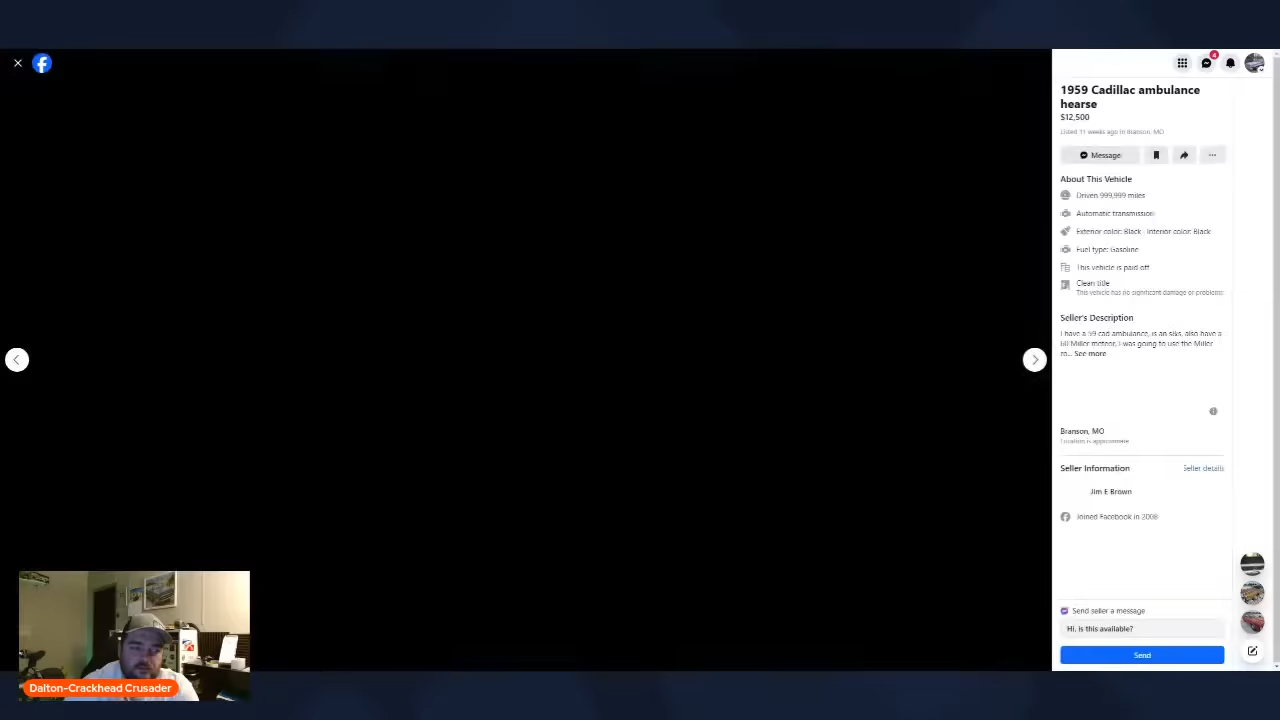 4
1959 Cadillac ambulance
hearse
$12,500
Listed 11 weeks ago in Branson, MO
Message
About This Vehicle
Driven 999,999 miles
Automatic transmission
Exterior color: Black · Interior color: Black
Fuel type: Gasoline
This vehicle is paid off
Clean title
This vehicle has no significant damage or problems.
Seller's Description
I have a 59 cad ambulance, is an s&s, also have a
60 Miller meteor, I was going to use the Miller
ro... See more
Branson, MO
Location is approximate
Seller Information
Seller details
Jim E Brown
Joined Facebook in 2008
Send seller a message
Hi, is this available?
Send
Dalton-Crackhead Crusader